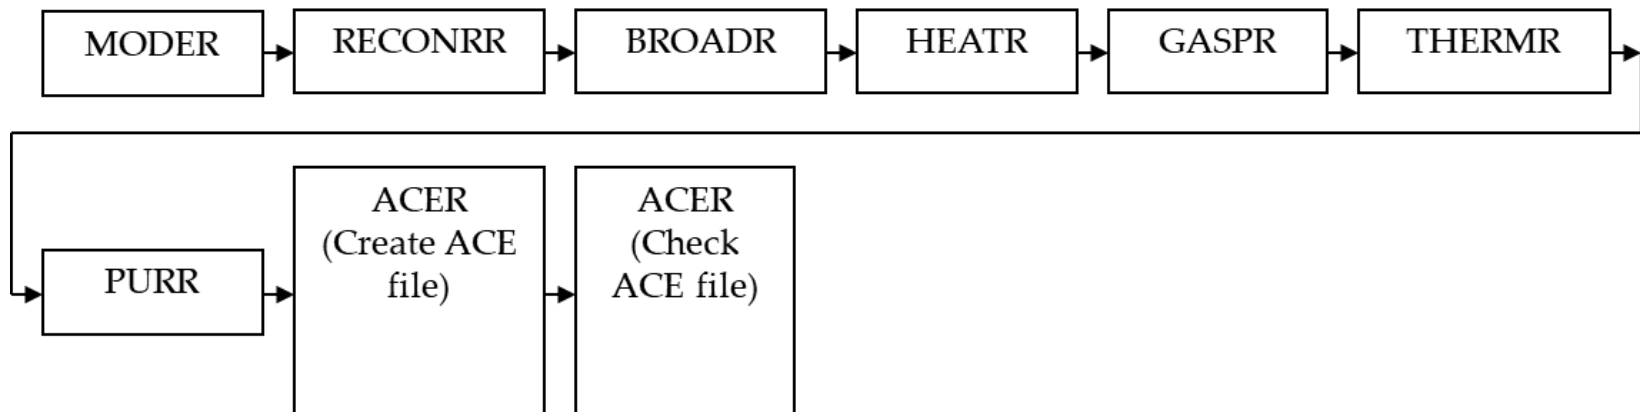 MODER
RECONRR
BROADR
HEATR
GASPR
THERMR
PURR
ACER
(Create ACE
file)
ACER
(Check
ACE file)